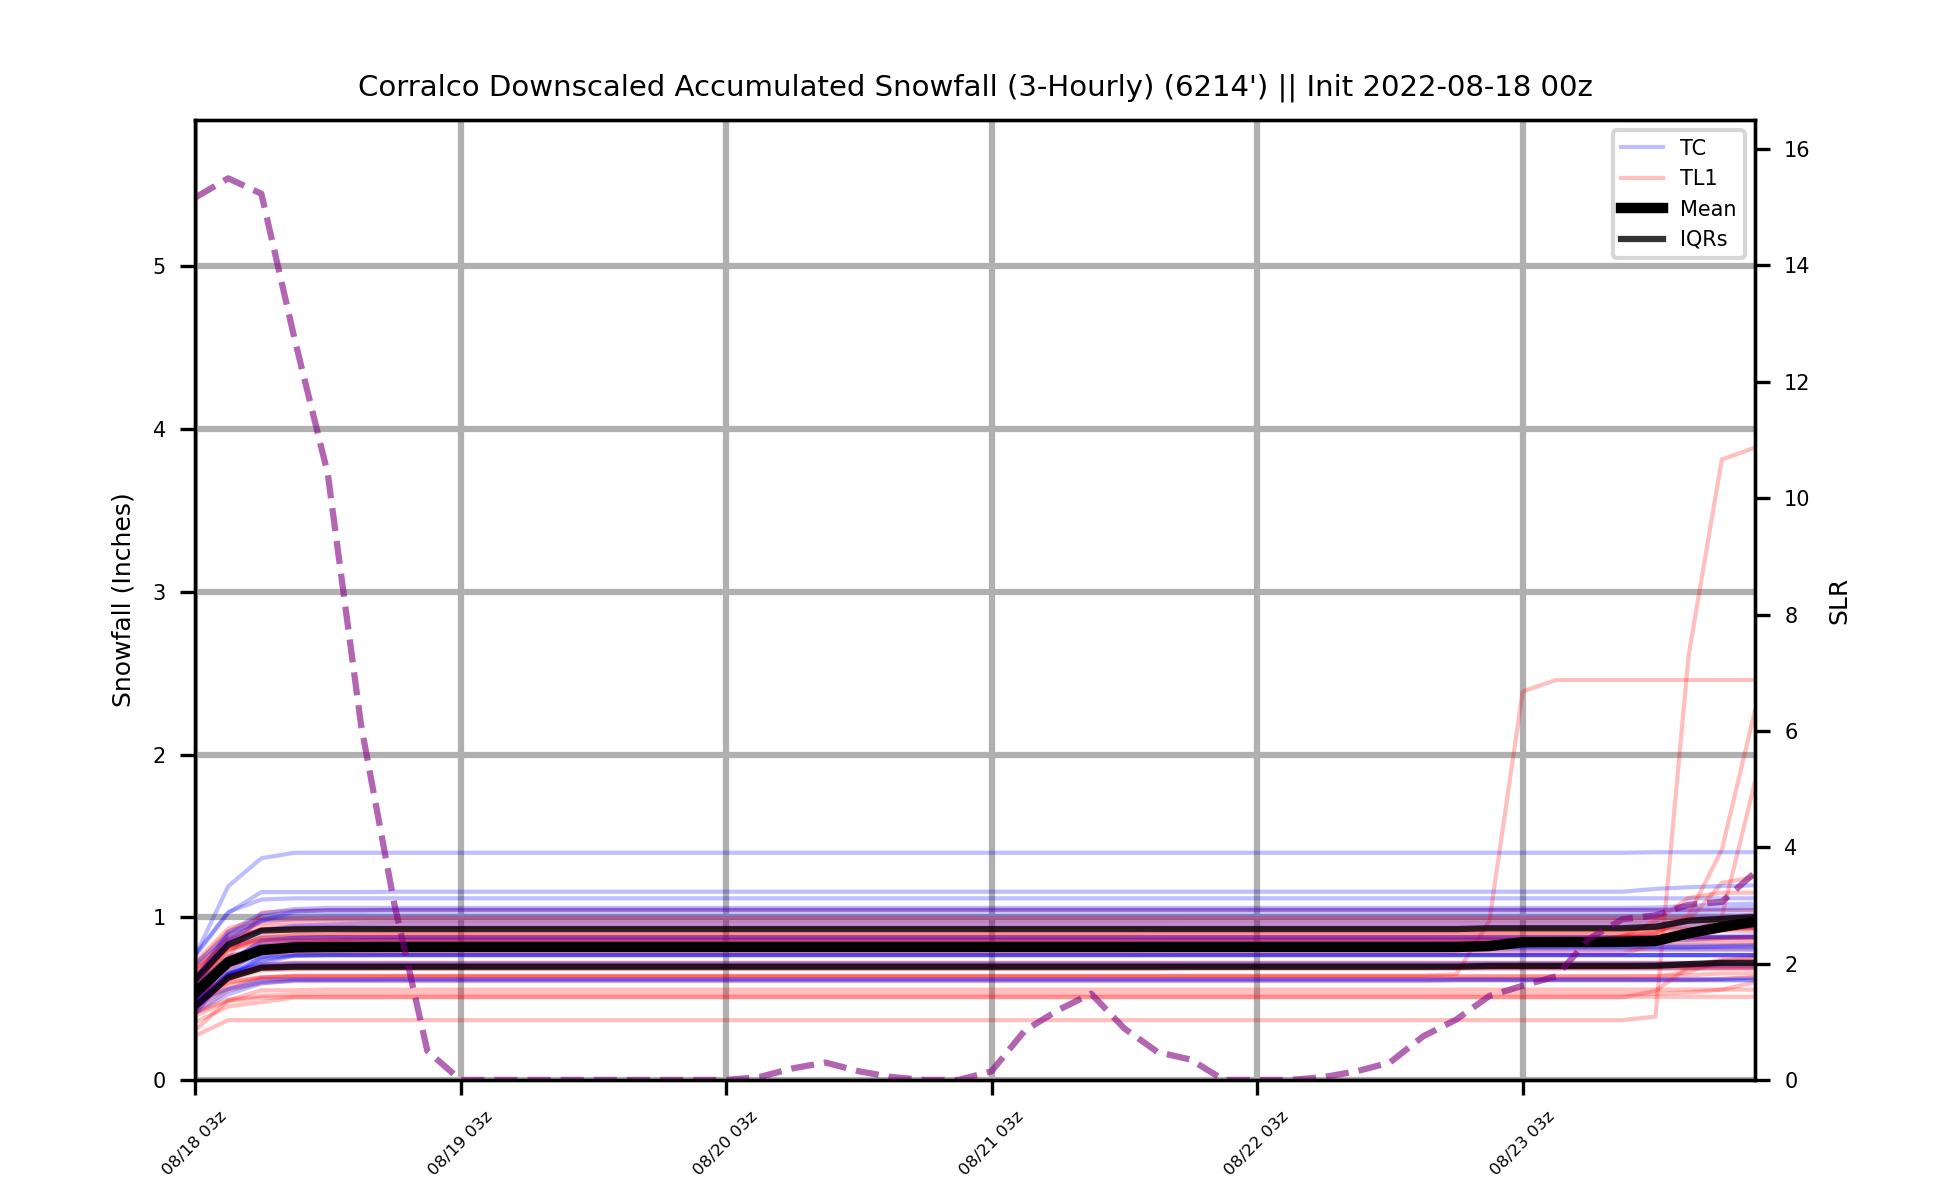 Corralco Downscaled Accumulated Snowfall (3-Hourly) (6214') || Init 2022-08-18 00z
TC
TL1
Mean
IQRs
Snowfall (Inches)
5
4
3
2
1
0
16
14
12
10
8
6
4
2
0
SLR
08/18 03z
08/19 03z
08/20 03z
08/21 03z
08/22 03z
08/23 03z